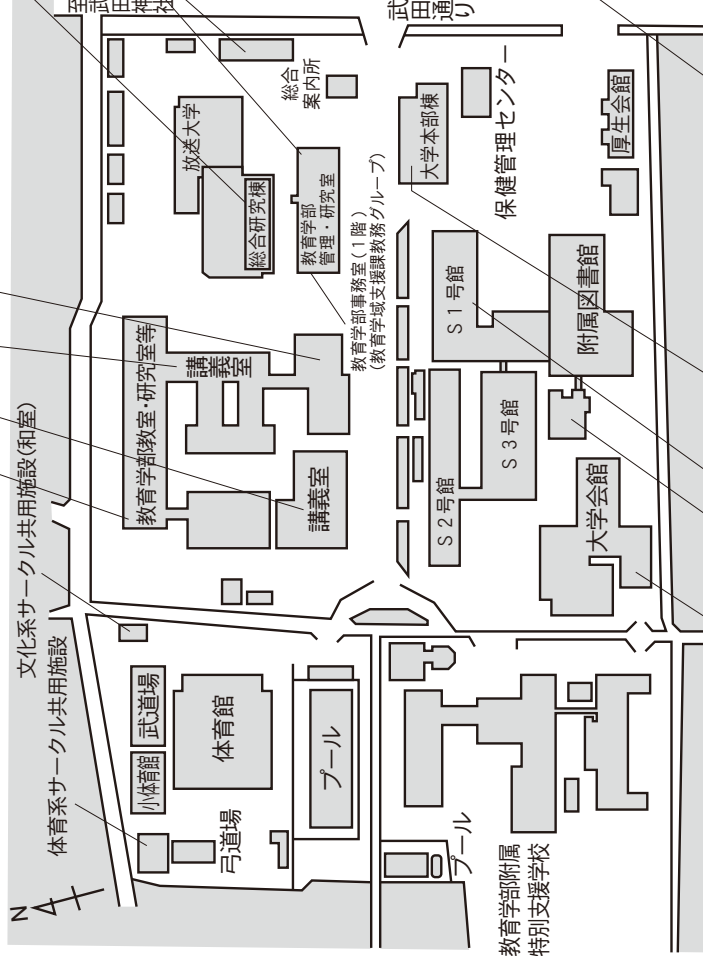 至
武
田
神
社
武
田
通
り
総合
案内所
放送大学
総合研究棟
教育学部
管理・研究室
教育学部事務室(1階)
(教育学域支援課教務グループ)
大学本部棟
保健管理センター
厚生会館
S1号館
附属図書館
教育学部教室・研究室等
講義室
講義室
S2号館
S3号館
大学会館
文化系サークル共用施設(和室)
体育系サークル共用施設
武道場
小体育館
体育館
プール
弓道場
プール
教育学部附属
特別支援学校
N